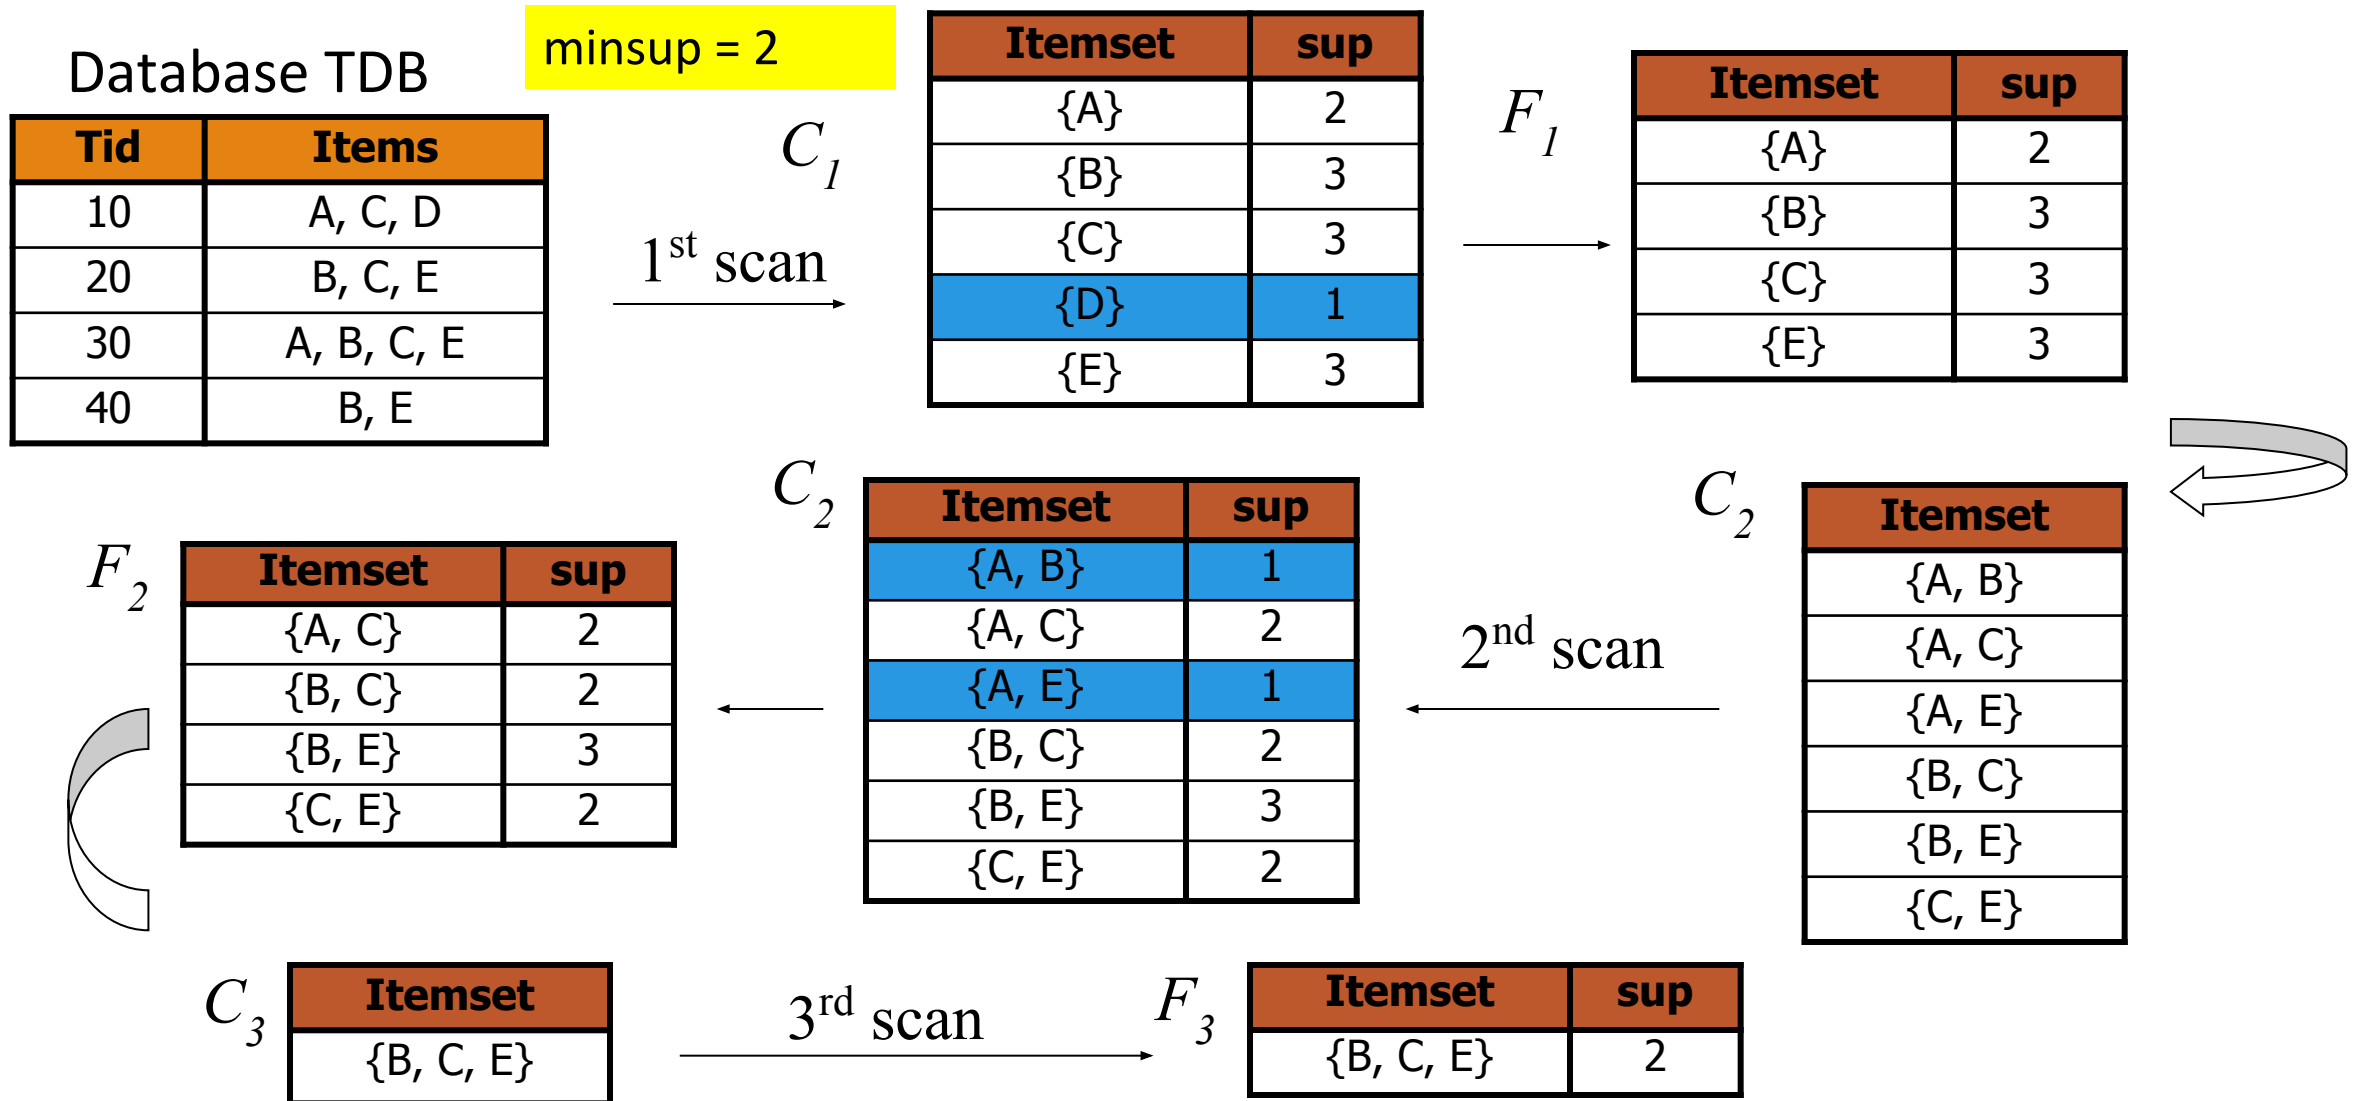 Database TDB
minsup = 2
Tid Items
10 A, C, D
20 B, C, E
30 A, B, C, E
40 B, E
1st scan
C1
Itemset sup
{A} 2
{B} 3
{C} 3
{D} 1
{E} 3
F1
Itemset sup
{A} 2
{B} 3
{C} 3
{E} 3
C2
Itemset
{A, B}
{A, C}
{A, E}
{B, C}
{B, E}
{C, E}
2nd scan
C2
Itemset sup
{A, B} 1
{A, C} 2
{A, E} 1
{B, C} 2
{B, E} 3
{C, E} 2
F2
Itemset sup
{A, C} 2
{B, C} 2
{B, E} 3
{C, E} 2
C3
Itemset
{B, C, E}
3rd scan
F3
Itemset sup
{B, C, E} 2